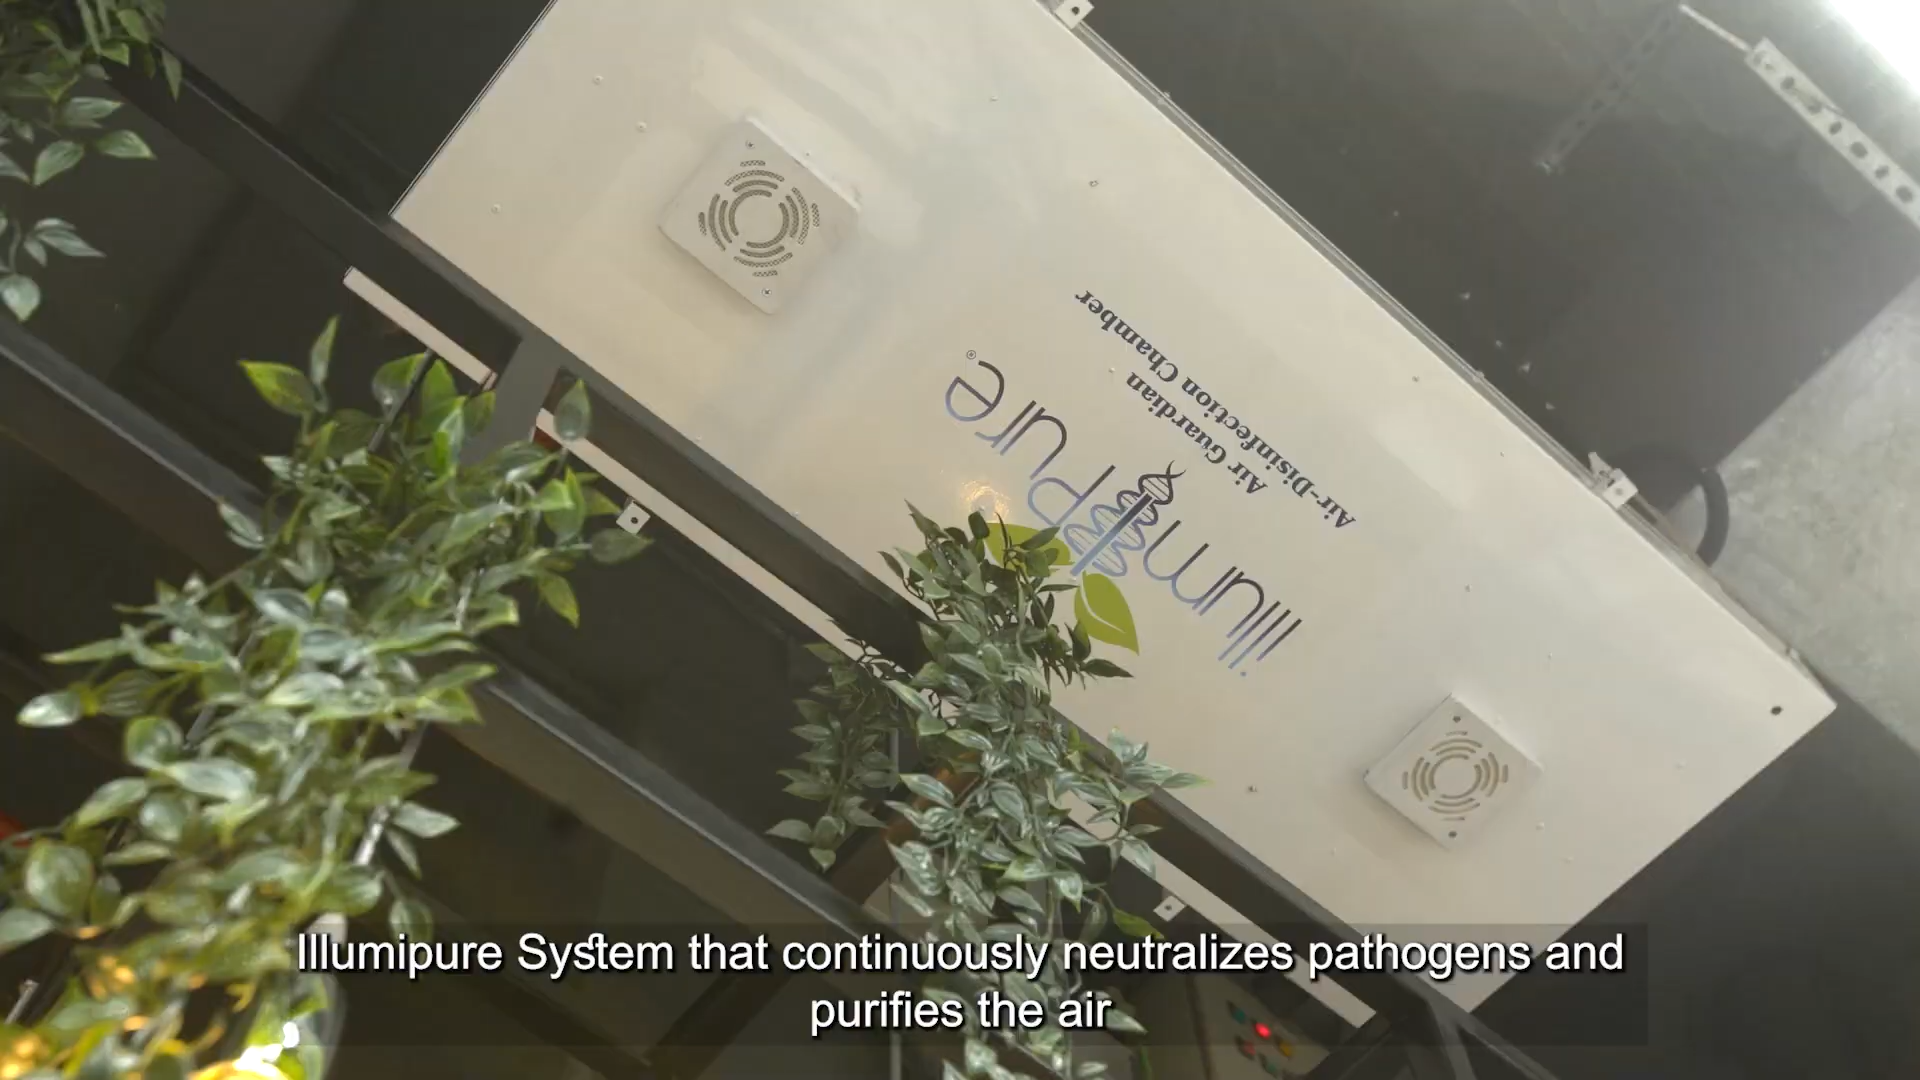 illumiPure®
Air Guardian
Air-Disinfection Chamber
Illumipure System that continuously neutralizes pathogens and
purifies the air